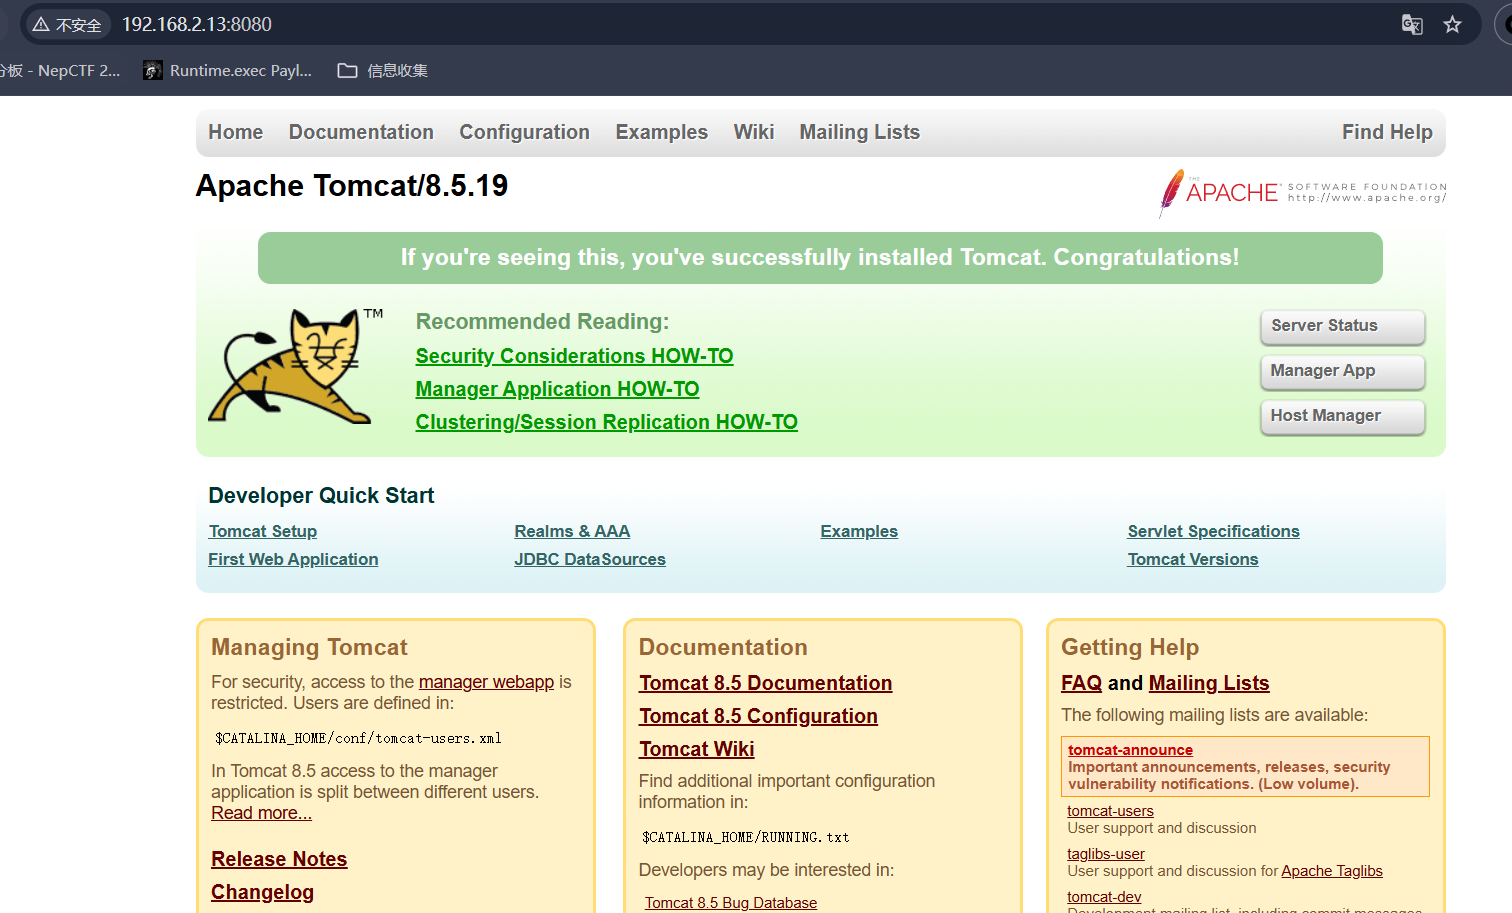 不安全 192.168.2.13:8080
分板 - NepCTF 2... Runtime.exec Payl... 信息收集
Home Documentation Configuration Examples Wiki Mailing Lists Find Help
Apache Tomcat/8.5.19
THE APACHE® SOFTWARE FOUNDATION
http://www.apache.org/
If you're seeing this, you've successfully installed Tomcat. Congratulations!
TM
Recommended Reading:
Security Considerations HOW-TO
Manager Application HOW-TO
Clustering/Session Replication HOW-TO
Server Status
Manager App
Host Manager
Developer Quick Start
Tomcat Setup
First Web Application
Realms & AAA
JDBC DataSources
Examples
Servlet Specifications
Tomcat Versions
Managing Tomcat
For security, access to the manager webapp is
restricted. Users are defined in:
$CATALINA_HOME/conf/tomcat-users.xml
In Tomcat 8.5 access to the manager
application is split between different users.
Read more...
Release Notes
Changelog
Documentation
Tomcat 8.5 Documentation
Tomcat 8.5 Configuration
Tomcat Wiki
Find additional important configuration
information in:
$CATALINA_HOME/RUNNING.txt
Developers may be interested in:
Tomcat 8.5 Bug Database
Getting Help
FAQ and Mailing Lists
The following mailing lists are available:
tomcat-announce
Important announcements, releases, security
vulnerability notifications. (Low volume).
tomcat-users
User support and discussion
taglibs-user
User support and discussion for Apache Taglibs
tomcat-dev
Development mailing list, including commit messages